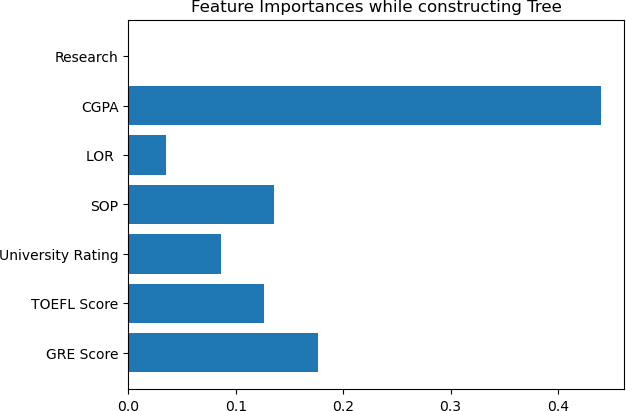 Feature Importances while constructing Tree
Research
CGPA
LOR
SOP
University Rating
TOEFL Score
GRE Score
0.0 0.1 0.2 0.3 0.4